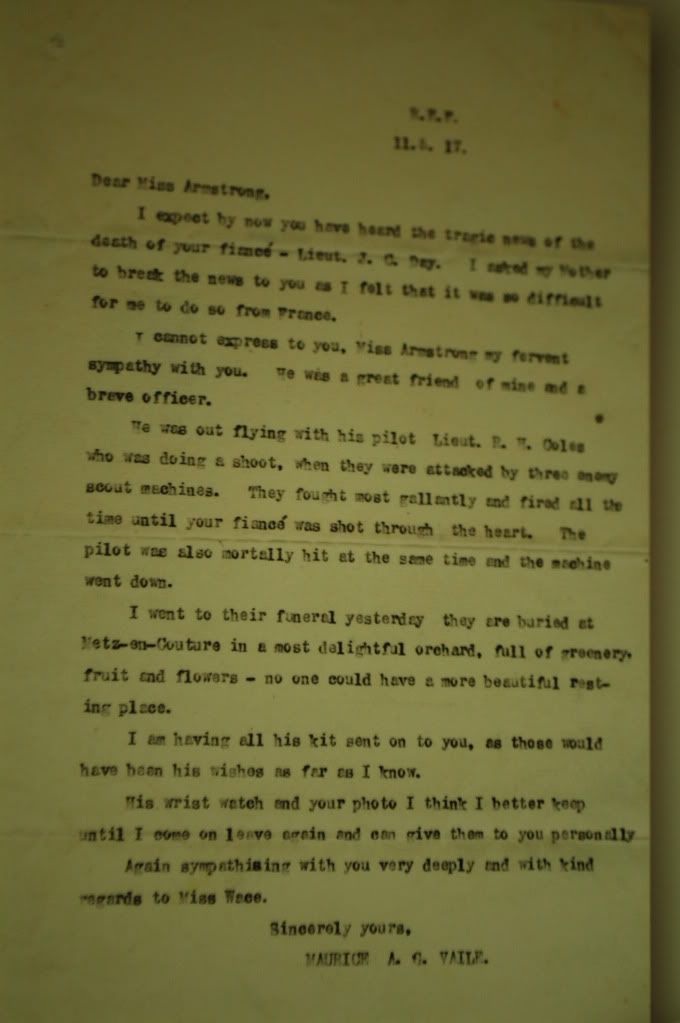 B.E.F.
11.5. 17.
Dear Miss Armstrong,
I expect by now you have heard the tragic news of the
death of your fiancé - Lieut. J. C. Day. I asked my Mother
to break the news to you as I felt that it was so difficult
for me to do so from France.
I cannot express to you, Miss Armstrong my fervent
sympathy with you. He was a great friend of mine and a
brave officer.
He was out flying with his pilot Lieut. Coles
who was doing a shoot, when they were attacked by three enemy
scout machines. They fought most gallantly and fired all the
time until your fiancé was shot through the heart. The
pilot was also mortally hit at the same time and the machine
went down.
I went to their funeral yesterday they are buried at
Metz-en-Couture in a most delightful orchard, full of greenery,
fruit and flowers - no one could have a more beautiful rest-
ing place.
I am having all his kit sent on to you, as those would
have been his wishes as far as I know.
His wrist watch and your photo I think I better keep
until I come on leave again and can give them to you personally
Again sympathising with you very deeply and with kind
regards to Miss Wace.
Sincerely yours,
MAURICE A. G. VAILE.